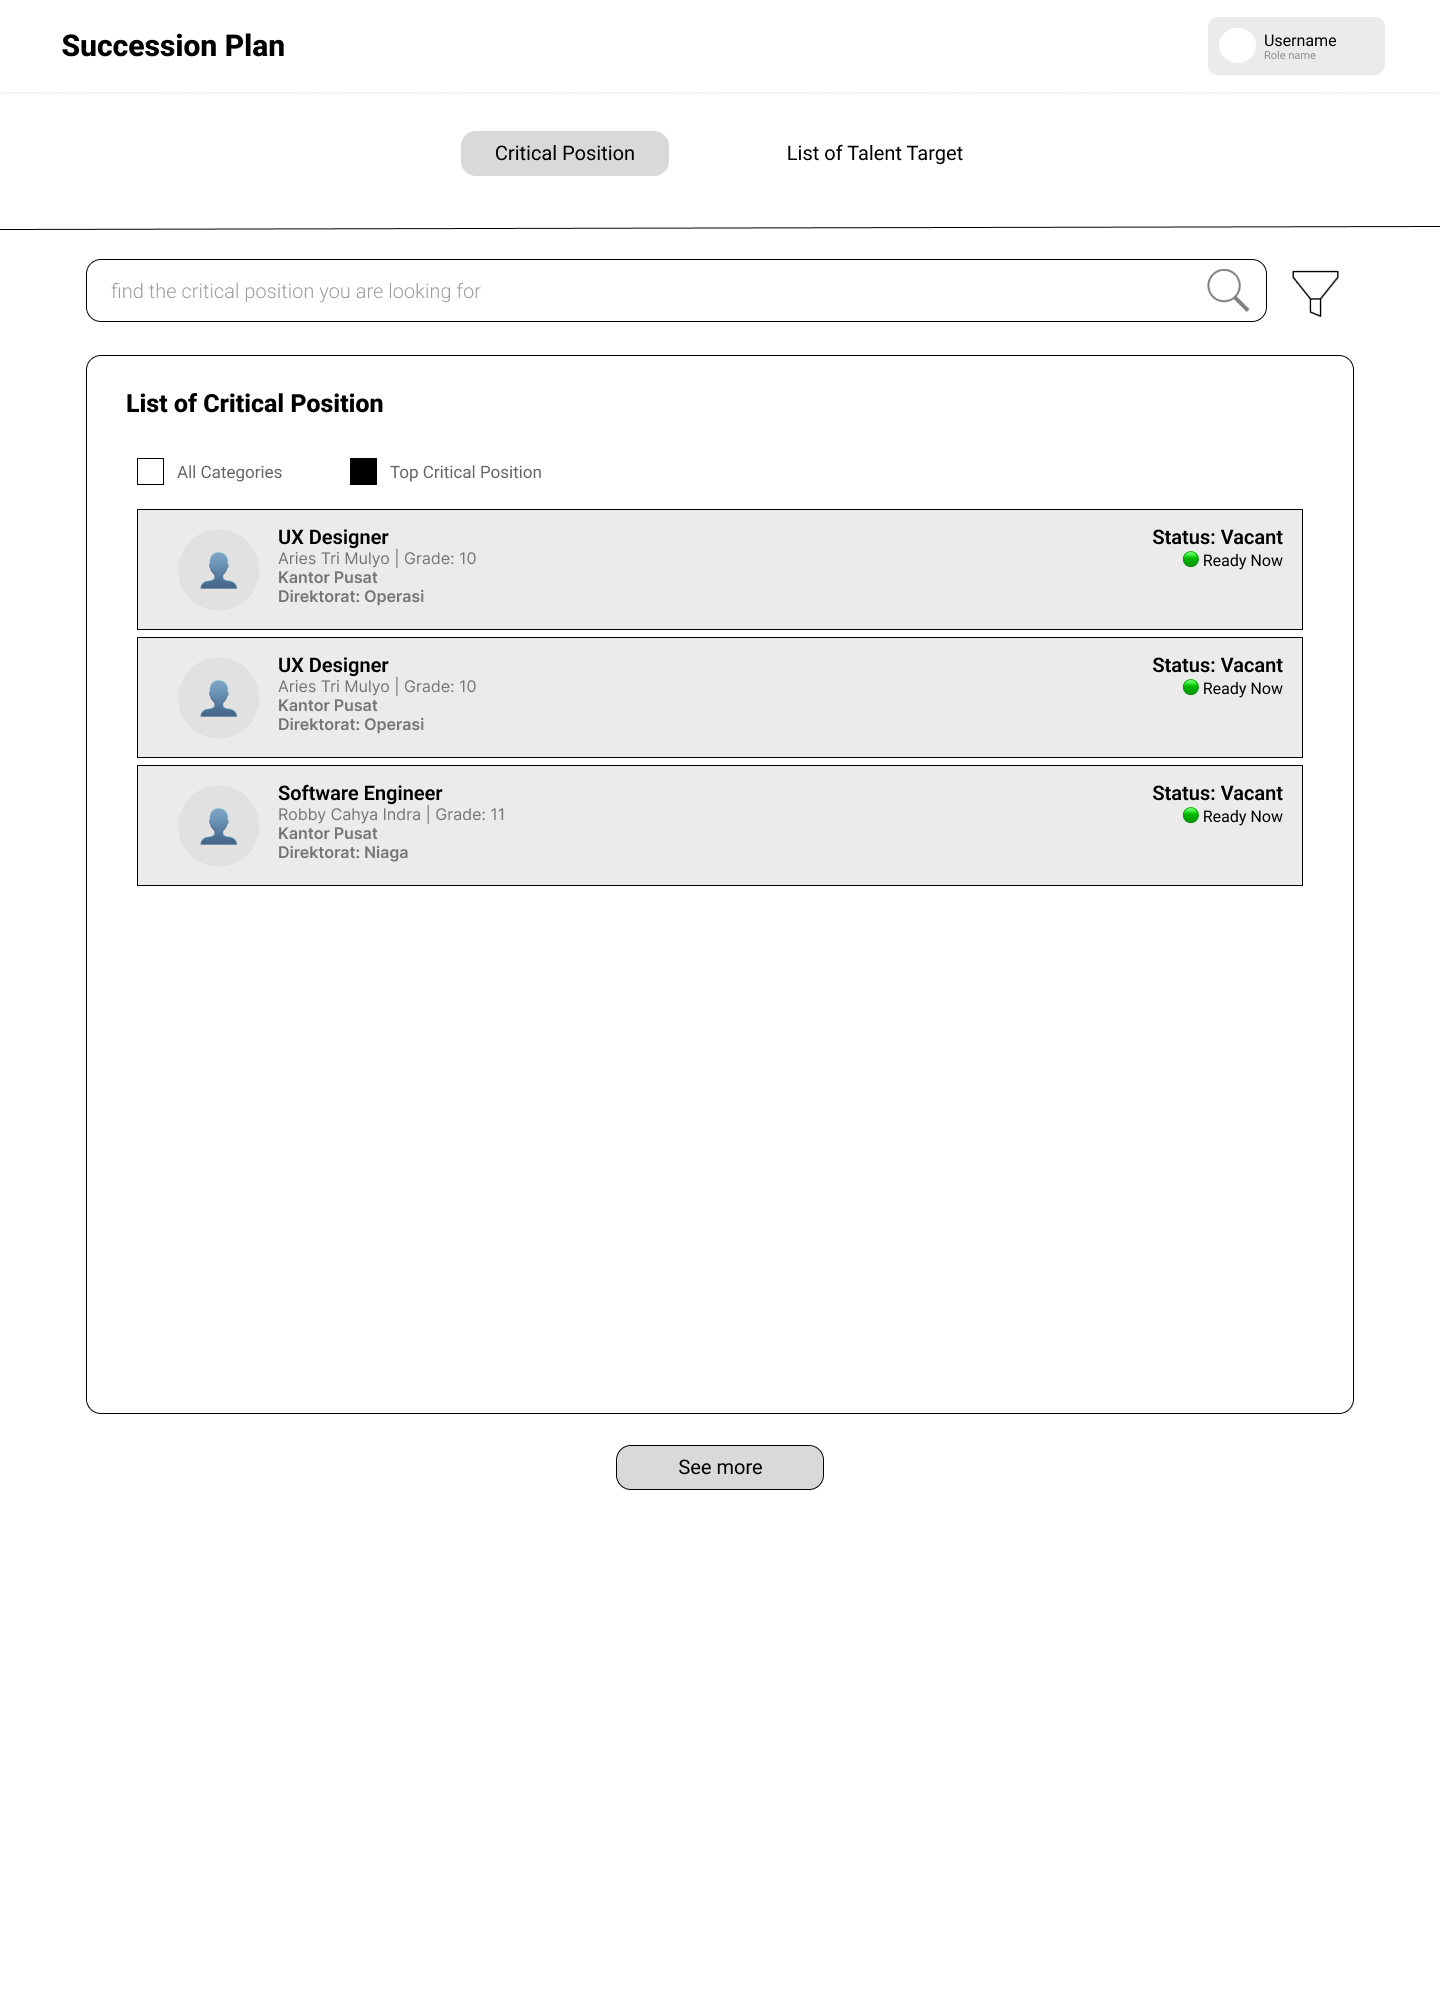 Succession Plan
Username
Role name
Critical Position
List of Talent Target
find the critical position you are looking for
List of Critical Position
All Categories
Top Critical Position
UX Designer
Aries Tri Mulyo | Grade: 10
Kantor Pusat
Direktorat: Operasi
Status: Vacant
Ready Now
UX Designer
Aries Tri Mulyo | Grade: 10
Kantor Pusat
Direktorat: Operasi
Status: Vacant
Ready Now
Software Engineer
Robby Cahya Indra | Grade: 11
Kantor Pusat
Direktorat: Niaga
Status: Vacant
Ready Now
See more